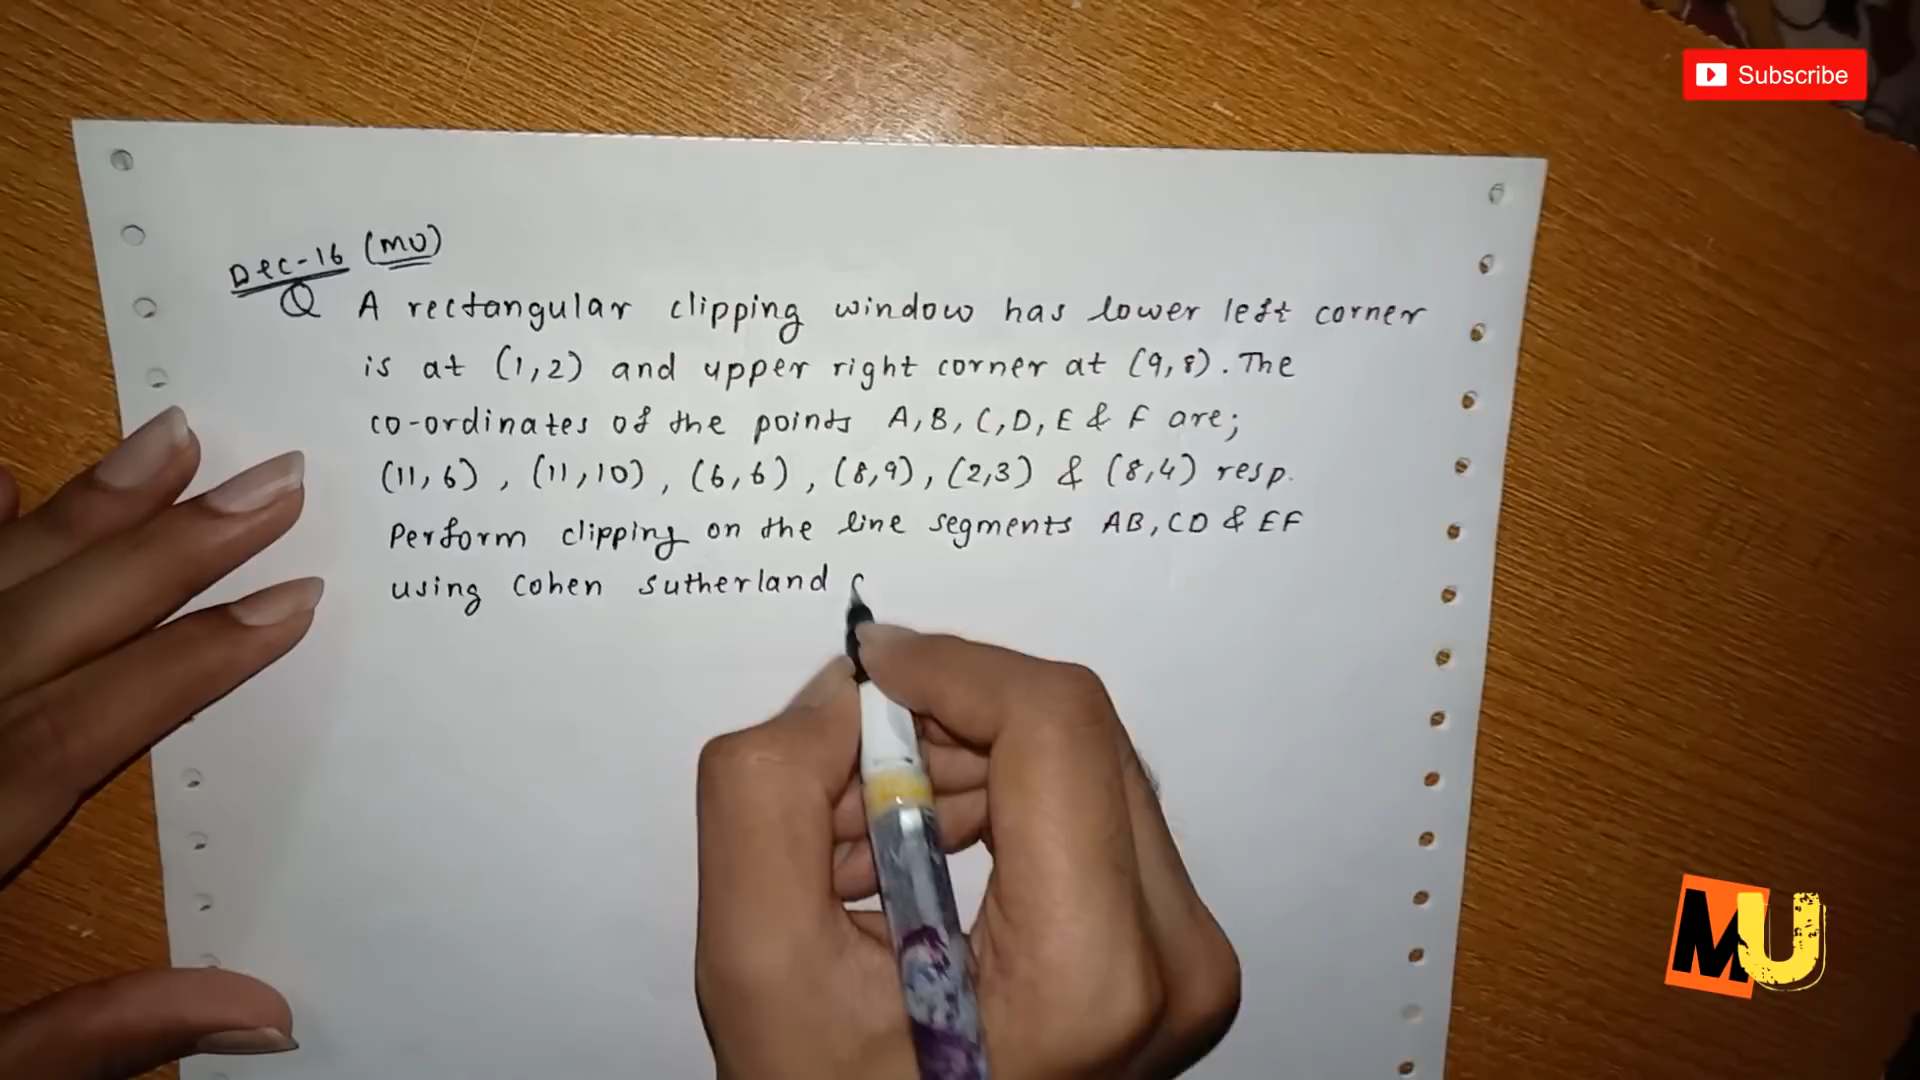 Subscribe
Dec-16 (MU)
Q A rectangular clipping window has lower left corner
is at (1,2) and upper right corner at (9,8). The
co-ordinates of the points A, B, C, D, E & F are;
(11,6), (11,10), (6,6), (8,9), (2,3) & (8,4) resp.
Perform clipping on the line segments AB, CD & EF
using Cohen Sutherland
MU